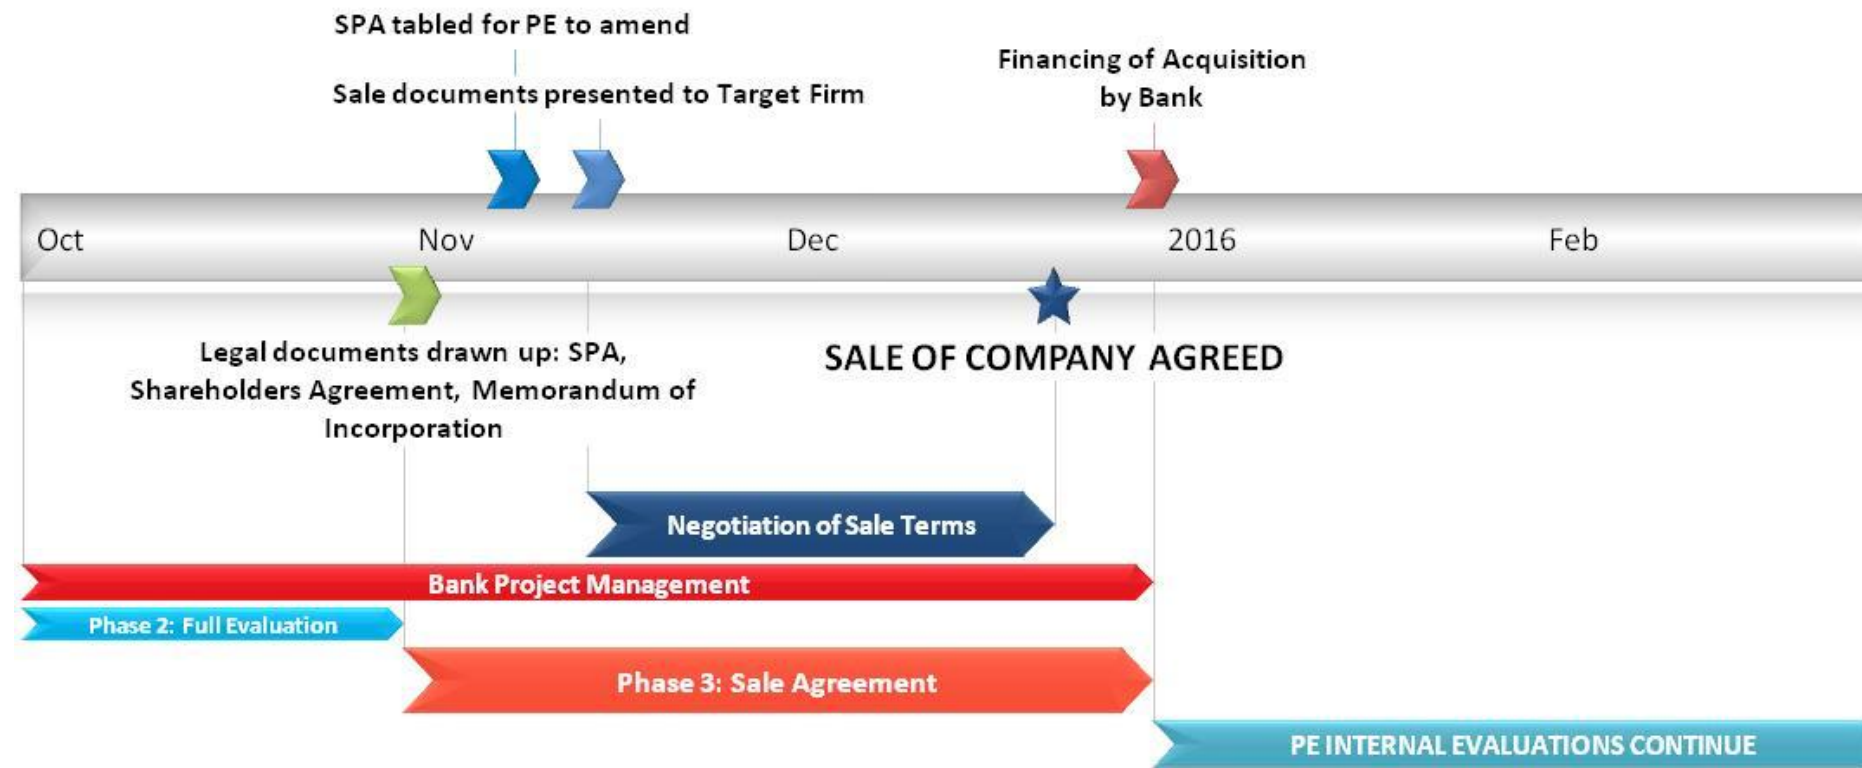 SPA tabled for PE to amend
Sale documents presented to Target Firm
Financing of Acquisition
by Bank
Oct
Nov
Dec
2016
Feb
Legal documents drawn up: SPA,
Shareholders Agreement, Memorandum of
Incorporation
SALE OF COMPANY AGREED
Negotiation of Sale Terms
Bank Project Management
Phase 2: Full Evaluation
Phase 3: Sale Agreement
PE INTERNAL EVALUATIONS CONTINUE